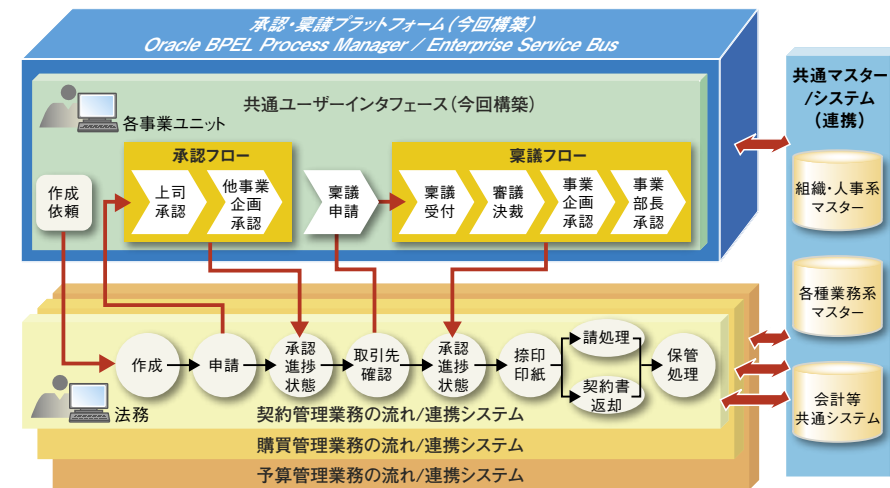 承認・稟議プラットフォーム(今回構築)
Oracle BPEL Process Manager / Enterprise Service Bus
共通ユーザーインタフェース(今回構築)
各事業ユニット
作成
依頼
承認フロー
上司
承認
他事業
企画
承認
稟議
申請
稟議フロー
稟議
受付
審議
決裁
事業
企画
承認
事業
部長
承認
作成
申請
承認
進捗
状態
取引先
確認
承認
進捗
状態
捺印
印紙
請処理
契約書
返却
保管
処理
法務
契約管理業務の流れ/連携システム
購買管理業務の流れ/連携システム
予算管理業務の流れ/連携システム
共通マスター
/システム
(連携)
組織・人事系
マスター
各種業務系
マスター
会計等
共通システム